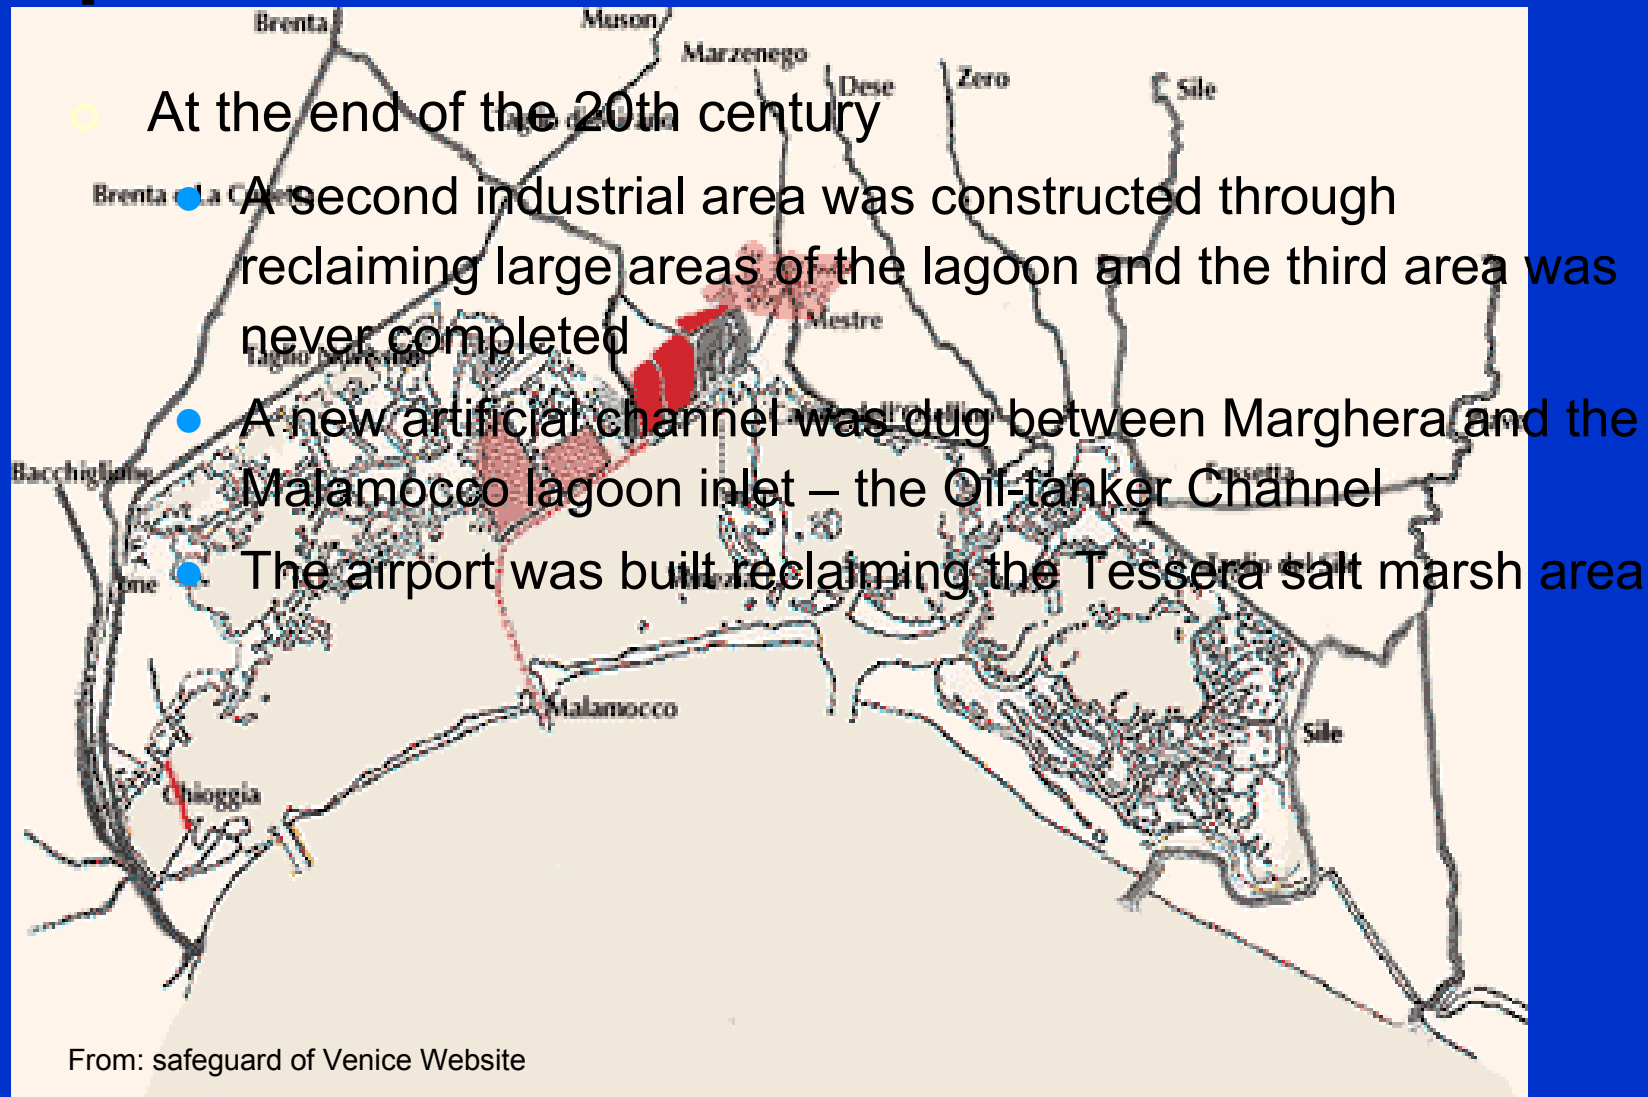 Brenta
Muson
Marzenego
Dese
Zero
Sile
At the end of the 20th century
A second industrial area was constructed through
reclaiming large areas of the lagoon and the third area was
never completed
Mestre
A new artificial channel was dug between Marghera and the
Malamocco lagoon inlet – the Oil-tanker Channel
Bacchiglione
The airport was built reclaiming the Tessera salt marsh area
Malamocco
Sile
Chioggia
From: safeguard of Venice Website